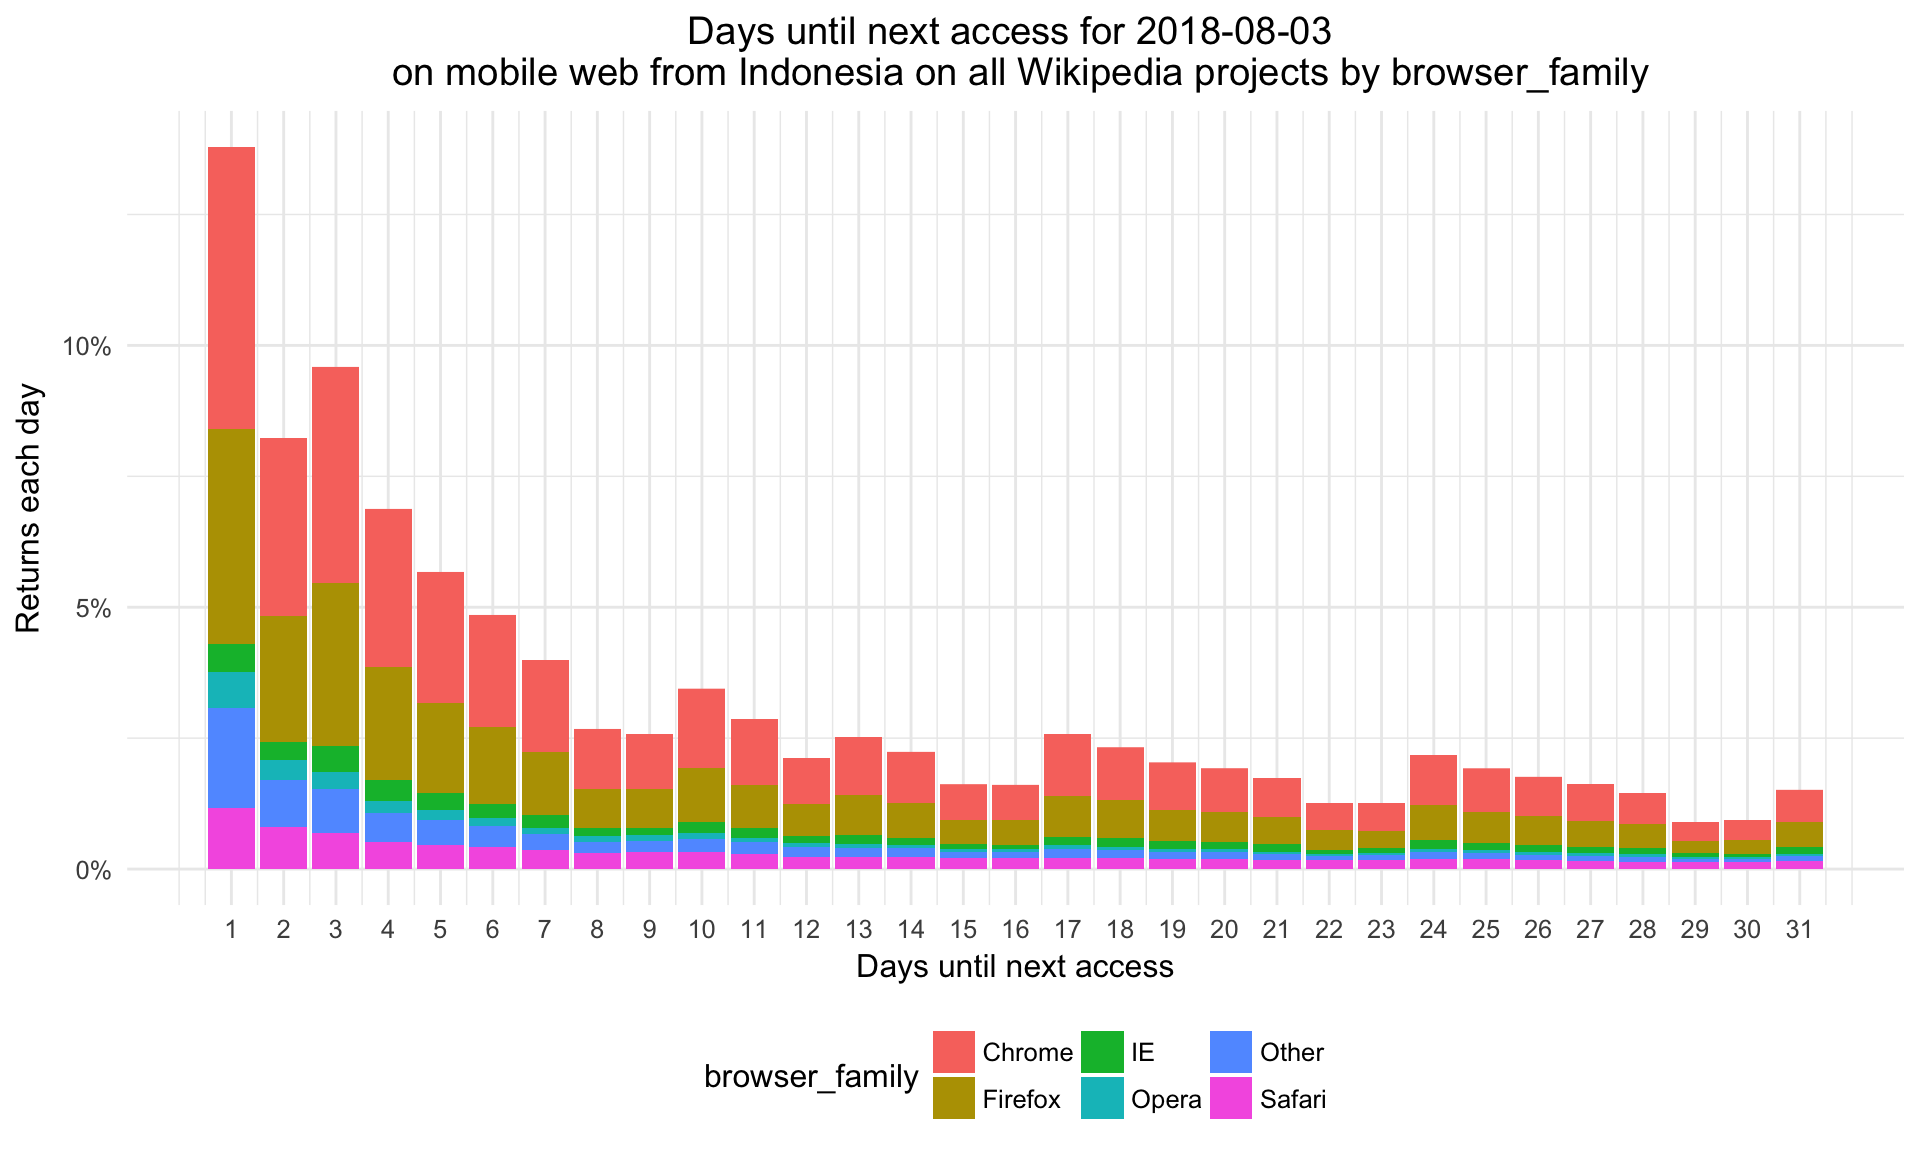 Days until next access for 2018-08-03
on mobile web from Indonesia on all Wikipedia projects by browser_family
Returns each day
10%
5%
0%
1 2 3 4 5 6 7 8 9 10 11 12 13 14 15 16 17 18 19 20 21 22 23 24 25 26 27 28 29 30 31
Days until next access
browser_family
Chrome IE Other
Firefox Opera Safari